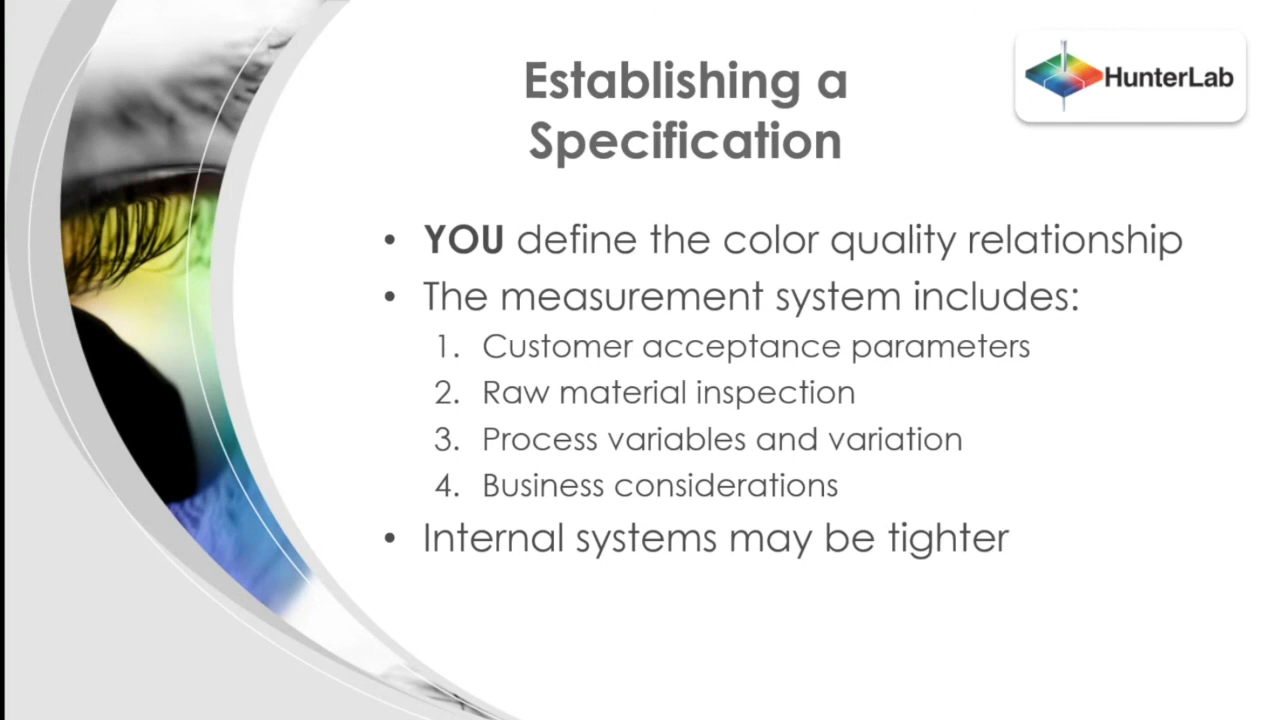 Establishing a
Specification
HunterLab
• YOU define the color quality relationship
• The measurement system includes:
1. Customer acceptance parameters
2. Raw material inspection
3. Process variables and variation
4. Business considerations
• Internal systems may be tighter